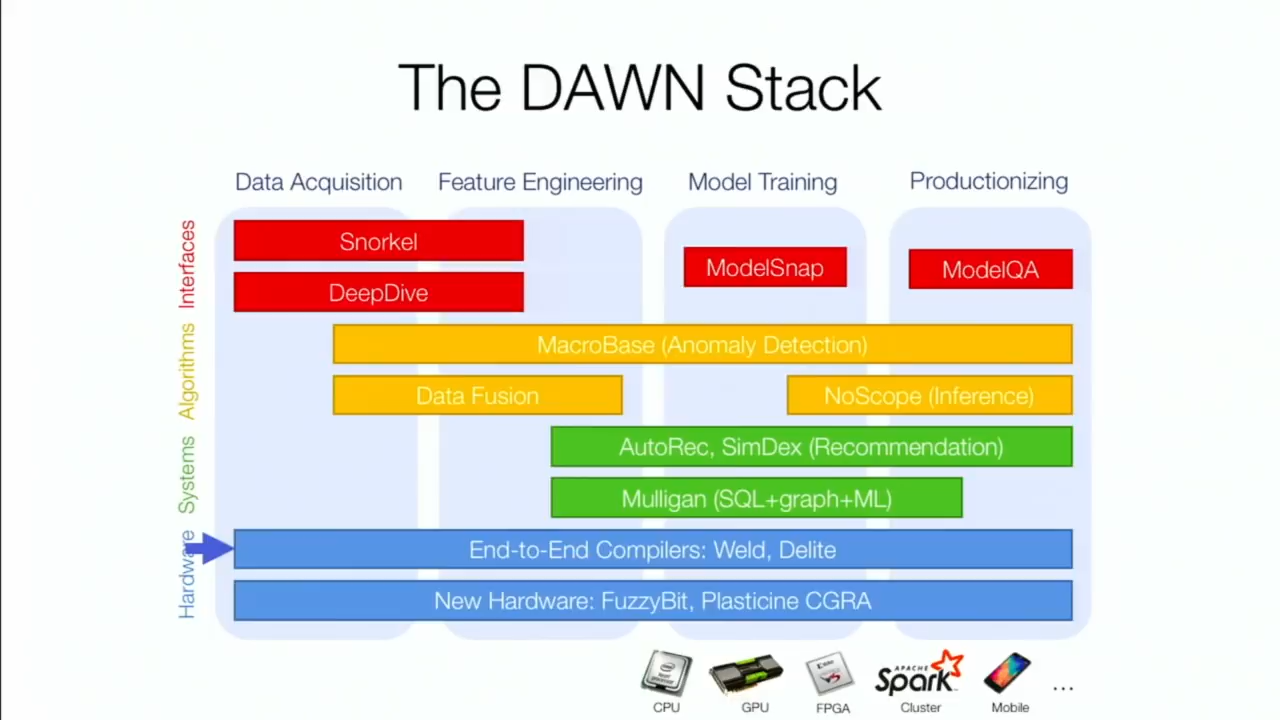 The DAWN Stack
Data Acquisition
Feature Engineering
Model Training
Productionizing
Interfaces
Snorkel
DeepDive
ModelSnap
ModelQA
Algorithms
MacroBase (Anomaly Detection)
Data Fusion
NoScope (Inference)
Systems
AutoRec, SimDex (Recommendation)
Mulligan (SQL+graph+ML)
Hardware
End-to-End Compilers: Weld, Delite
New Hardware: FuzzyBit, Plasticine CGRA
APACHE
Spark
CPU
GPU
FPGA
Cluster
Mobile
...